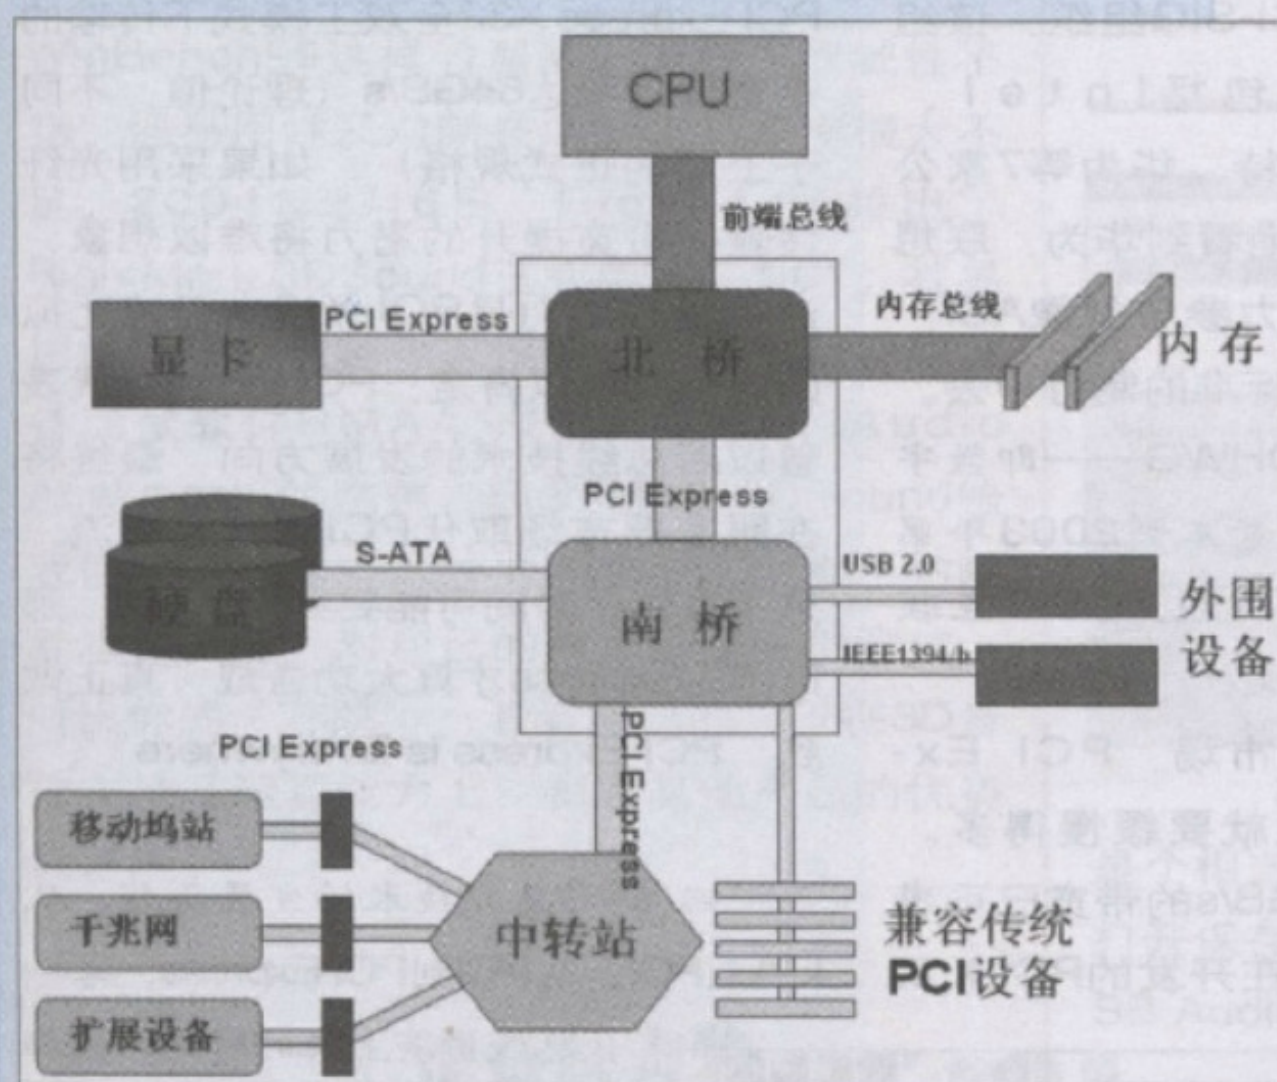 CPU
前端总线
PCI Express
内存总线
显卡
北桥
内存
PCI Express
S-ATA
USB 2.0
硬盘
南桥
外围
设备
IEEE1394/b
PCI Express
PCI Express
移动坞站
千兆网
中转站
扩展设备
兼容传统
PCI设备